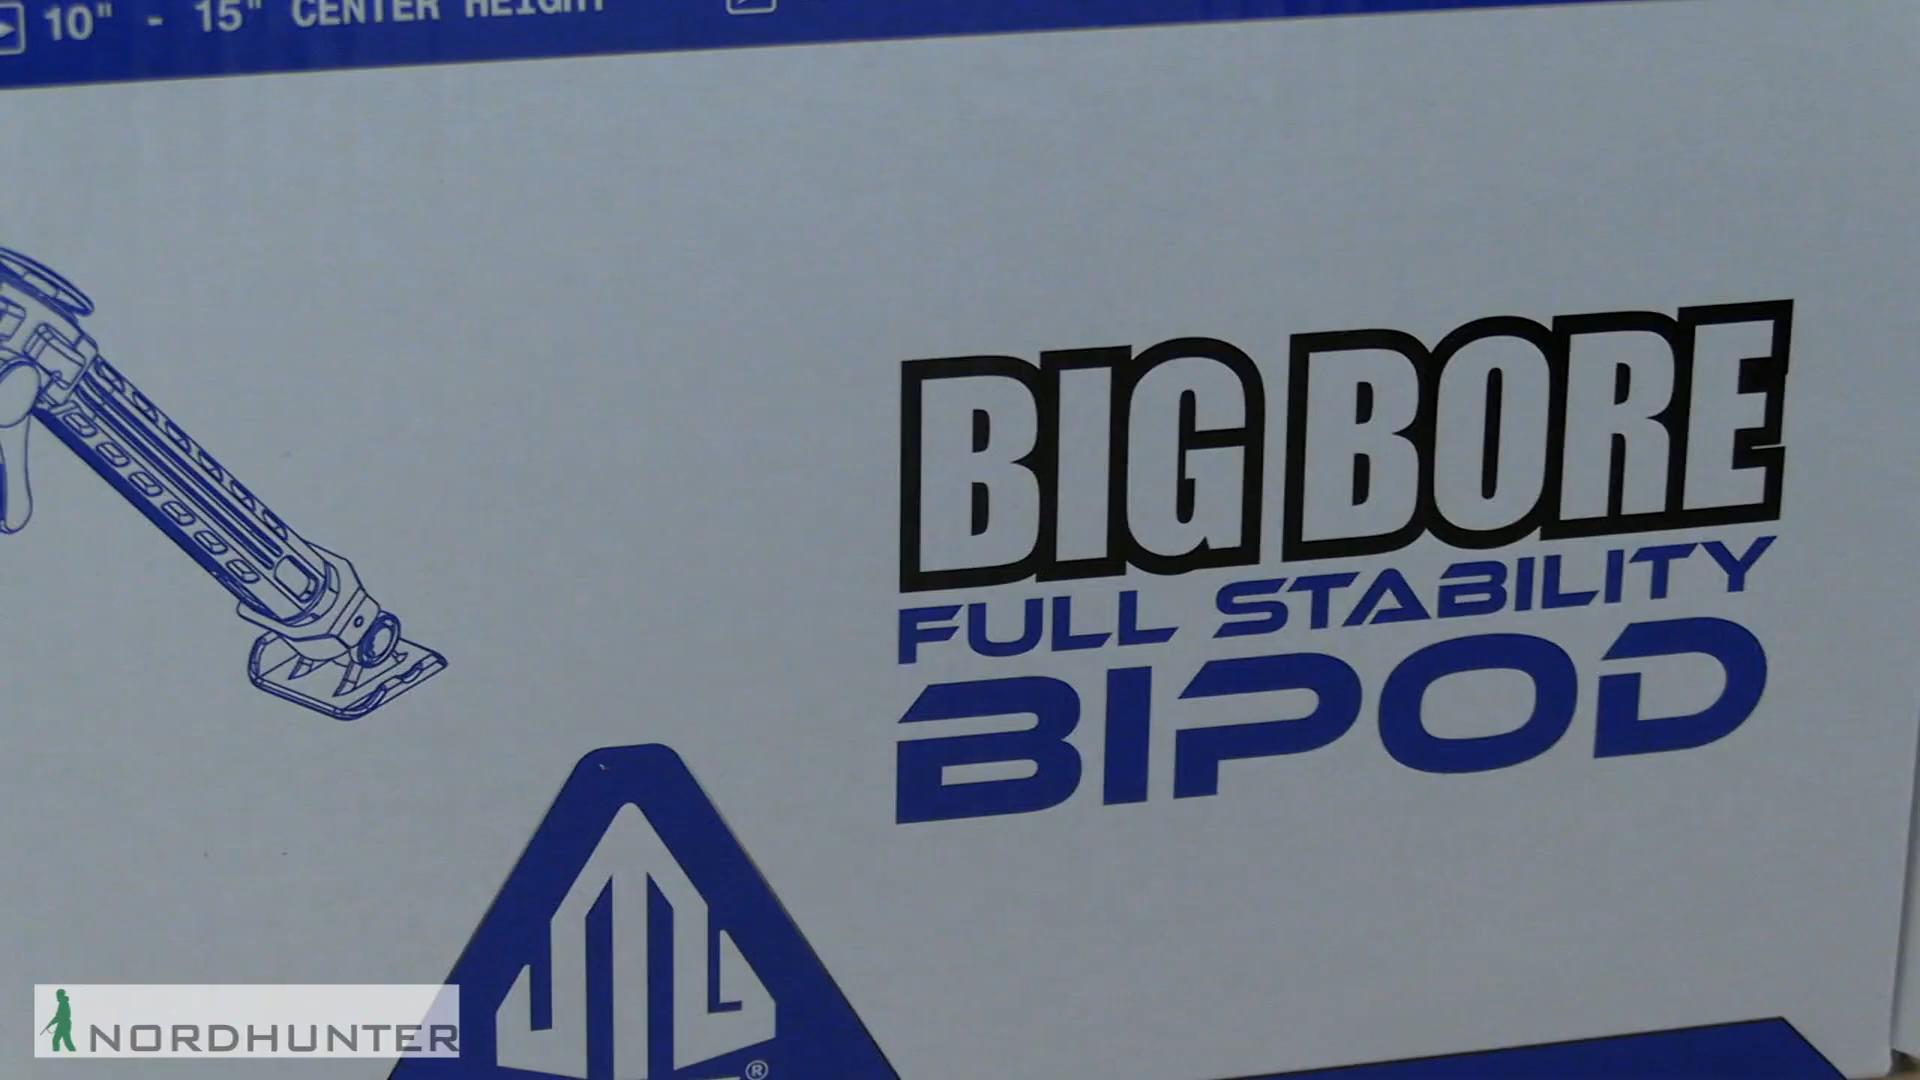 10" - 15" CENTER HEIGHT
BIG BORE
FULL STABILITY
BIPOD
®
NORDHUNTER